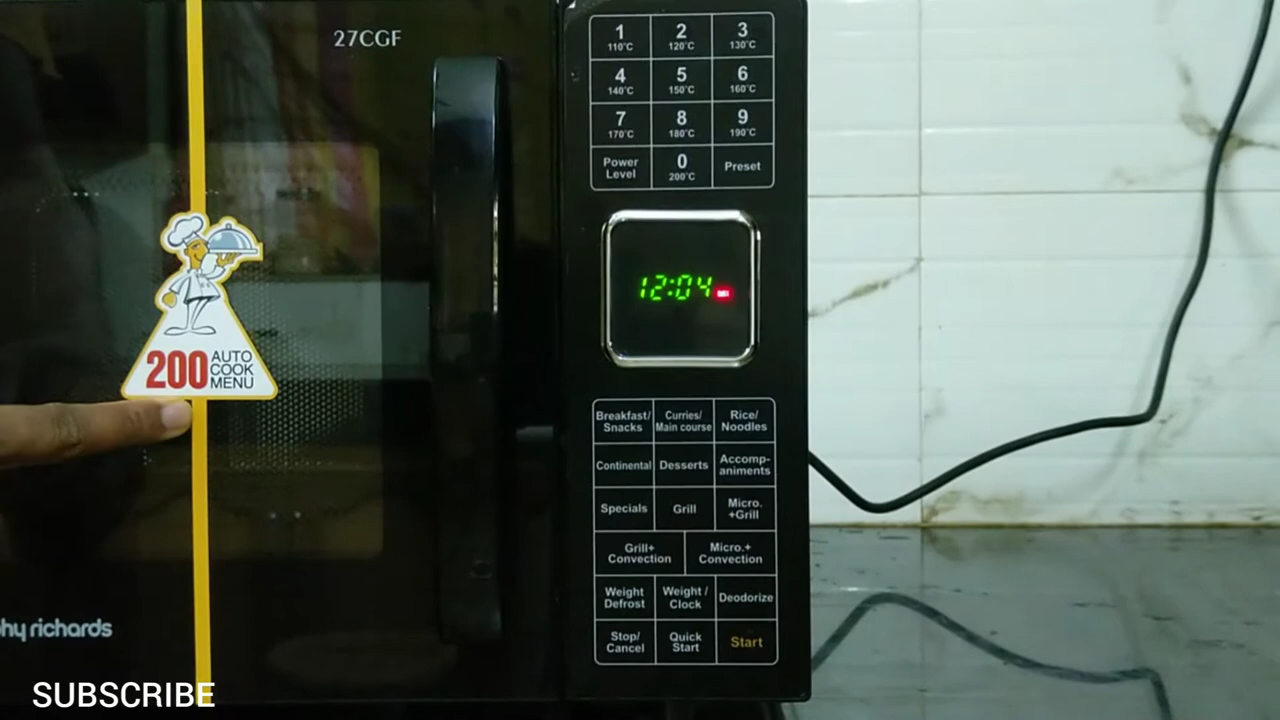 27CGF
1
110°C
2
120°C
3
130°C
4
140°C
5
150°C
6
160°C
7
170°C
8
180°C
9
190°C
Power
Level
0
200°C
Preset
12:04
200 AUTO
COOK
MENU
Breakfast/
Snacks
Curries/
Main course
Rice/
Noodles
Continental
Desserts
Accomp-
animents
Specials
Grill
Micro.
+Grill
Grill+
Convection
Micro.+
Convection
Weight
Defrost
Weight /
Clock
Deodorize
Stop/
Cancel
Quick
Start
Start
hy richards
SUBSCRIBE